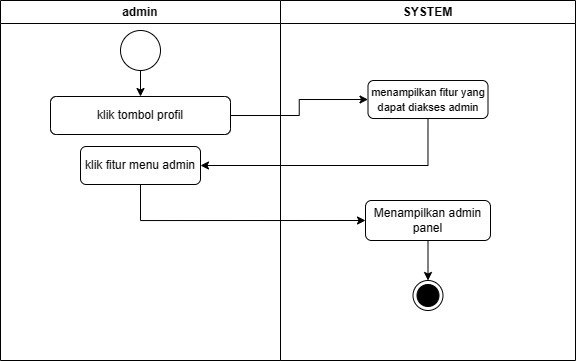 admin
SYSTEM
klik tombol profil
menampilkan fitur yang
dapat diakses admin
klik fitur menu admin
Menampilkan admin
panel